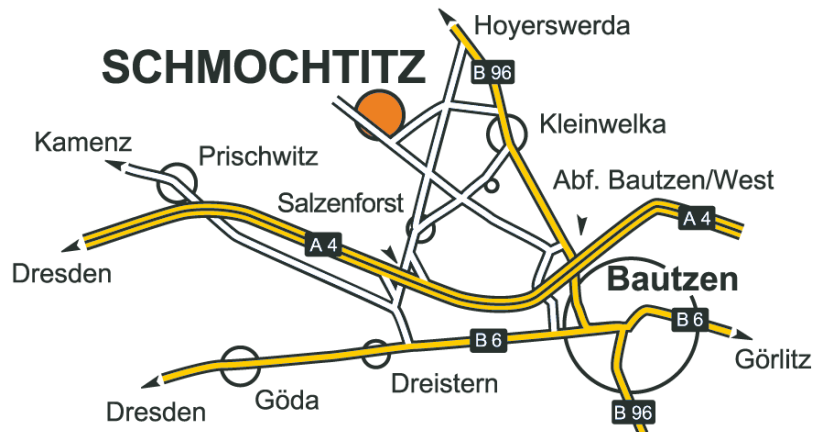 Hoyerswerda
SCHMOCHTITZ
B 96
Kleinwelka
Kamenz
Prischwitz
Abf. Bautzen/West
Salzenforst
A 4
A 4
Dresden
Bautzen
B 6
B 6
Görlitz
Dreistern
Göda
Dresden
B 96